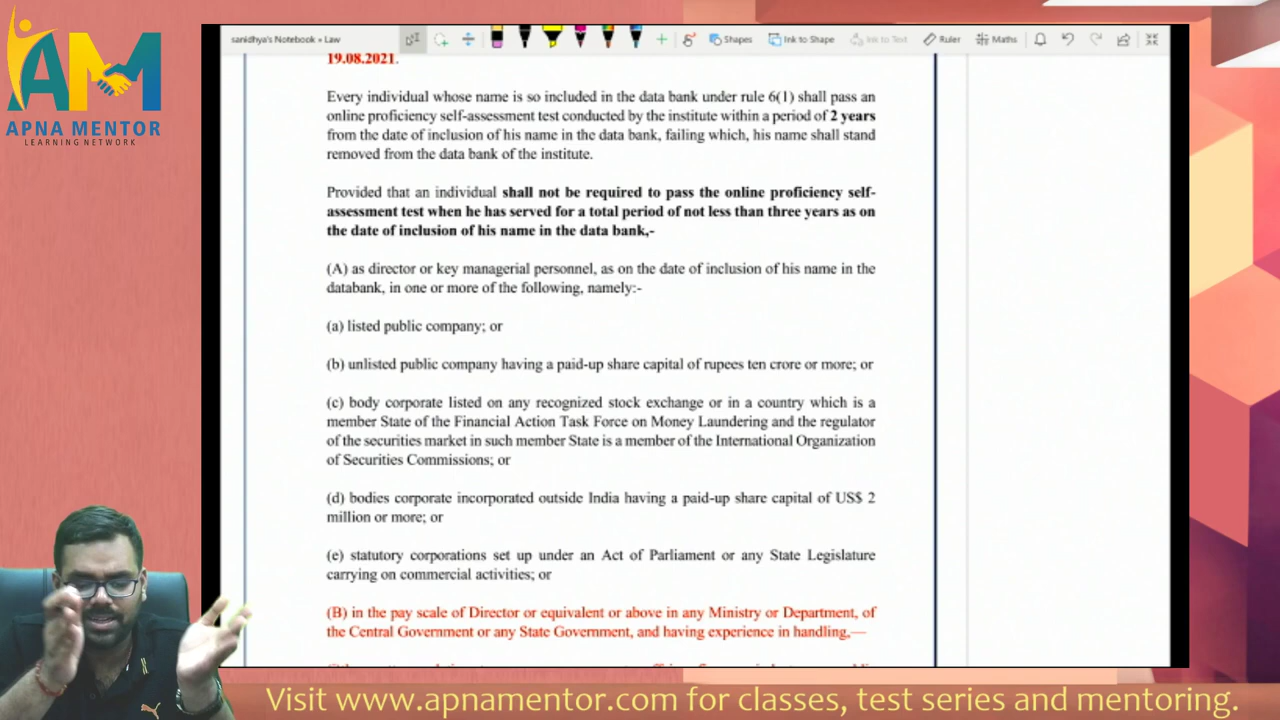 AM
APNA MENTOR
LEARNING NETWORK
sanidhya's Notebook » Law
Shapes
Ink to Shape
Ink to Text
Ruler
Maths
19.08.2021.
Every individual whose name is so included in the data bank under rule 6(1) shall pass an
online proficiency self-assessment test conducted by the institute within a period of 2 years
from the date of inclusion of his name in the data bank, failing which, his name shall stand
removed from the data bank of the institute.
Provided that an individual shall not be required to pass the online proficiency self-
assessment test when he has served for a total period of not less than three years as on
the date of inclusion of his name in the data bank,-
(A) as director or key managerial personnel, as on the date of inclusion of his name in the
databank, in one or more of the following, namely:-
(a) listed public company; or
(b) unlisted public company having a paid-up share capital of rupees ten crore or more; or
(c) body corporate listed on any recognized stock exchange or in a country which is a
member State of the Financial Action Task Force on Money Laundering and the regulator
of the securities market in such member State is a member of the International Organization
of Securities Commissions; or
(d) bodies corporate incorporated outside India having a paid-up share capital of US$ 2
million or more; or
(e) statutory corporations set up under an Act of Parliament or any State Legislature
carrying on commercial activities; or
(B) in the pay scale of Director or equivalent or above in any Ministry or Department, of
the Central Government or any State Government, and having experience in handling,—
Visit www.apnamentor.com for classes, test series and mentoring.